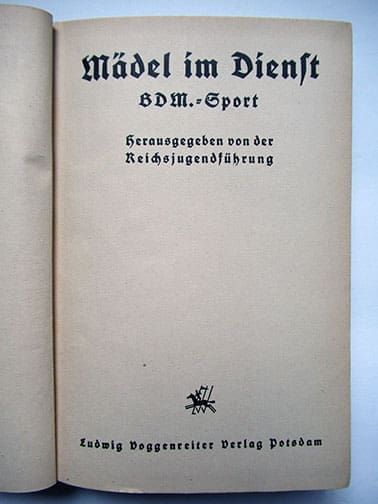 Mädel im Dienſt
BDM.-Sport
Herausgegeben von der
Reichsjugendführung
Ludwig Voggenreiter Verlag Potsdam